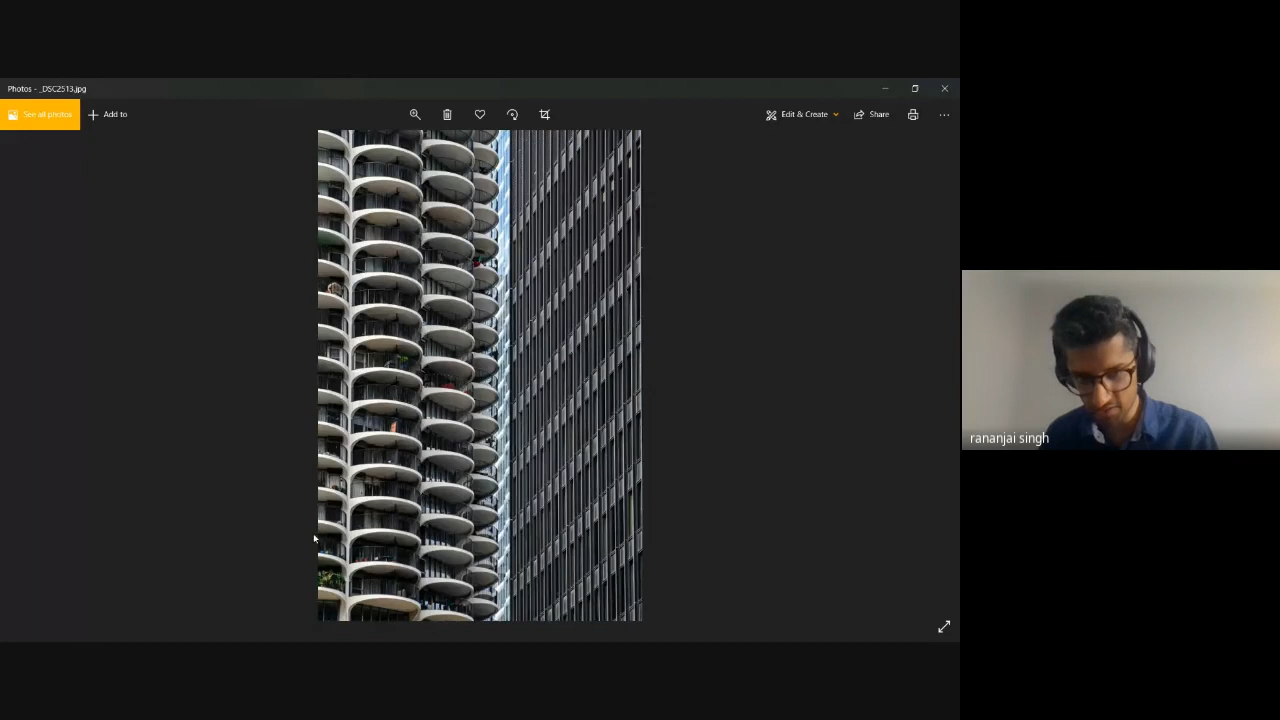 Photos - _DSC2513.jpg
See all photos
Add to
Edit & Create
Share
rananjai singh